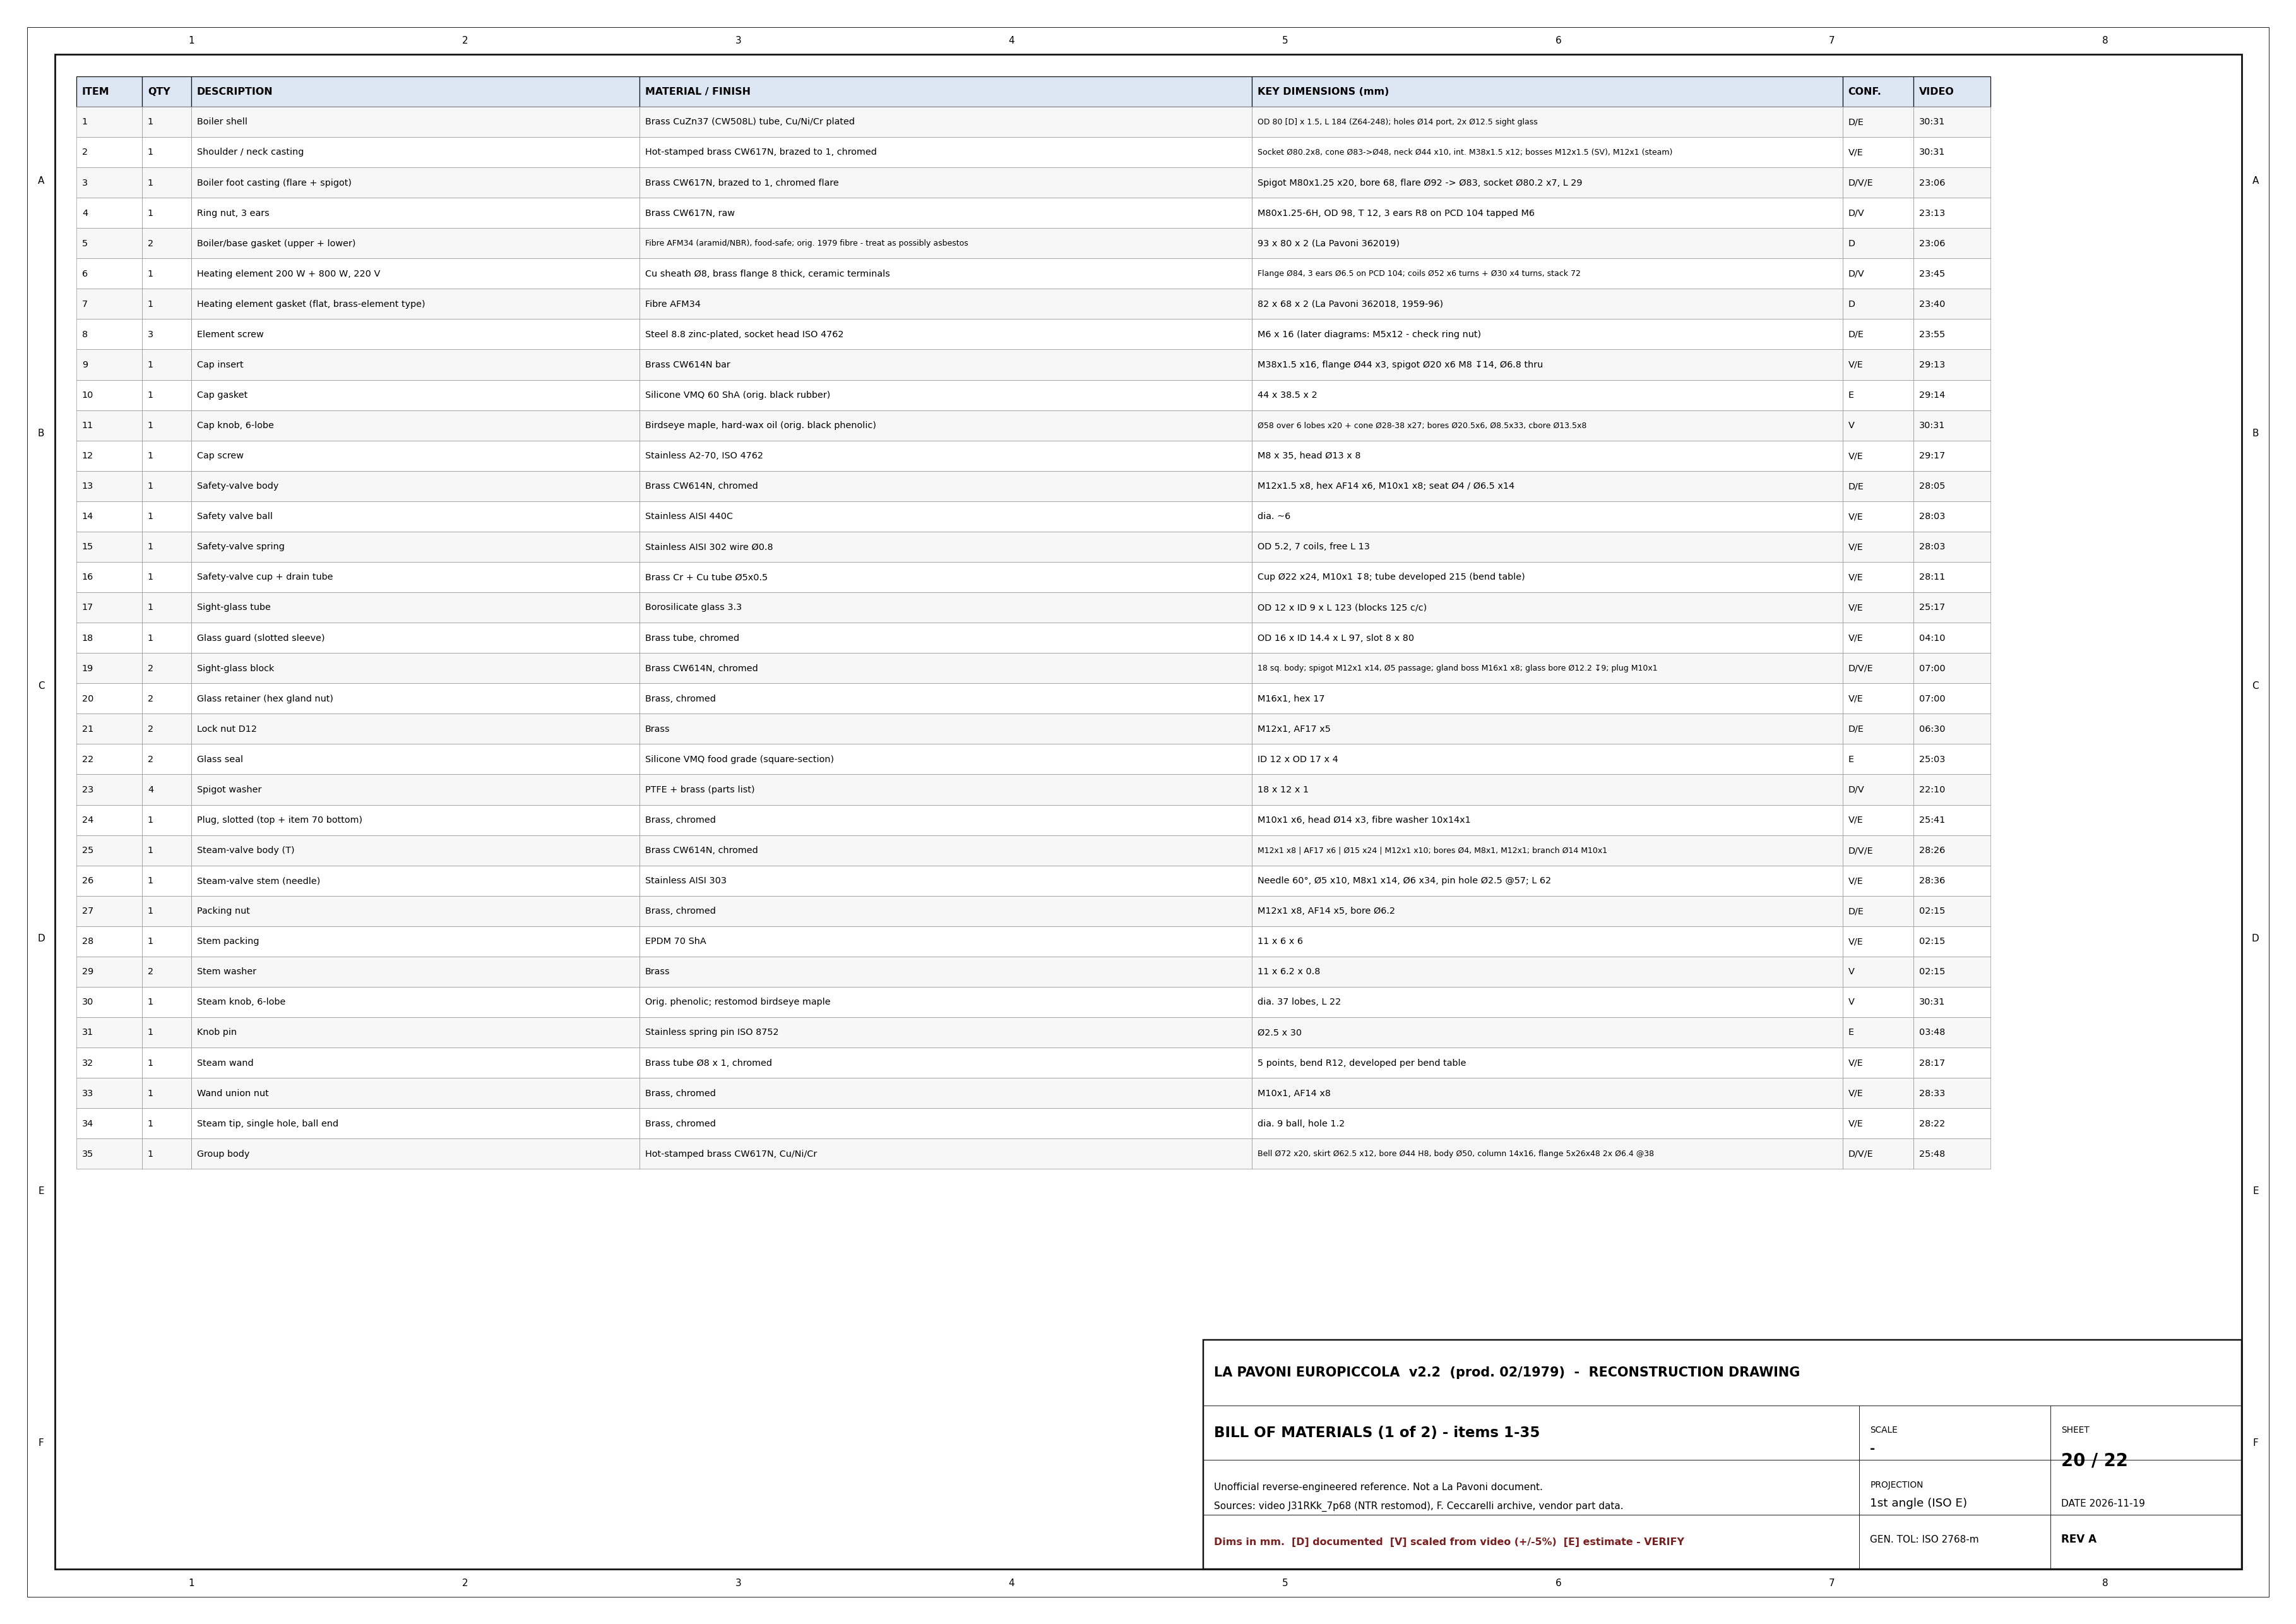 1 2 3 4 5 6 7 8
ITEM QTY DESCRIPTION MATERIAL / FINISH KEY DIMENSIONS (mm) CONF. VIDEO
1 1 Boiler shell Brass CuZn37 (CW508L) tube, Cu/Ni/Cr plated OD 80 [D] x 1.5, L 184 (Z64-248); holes Ø14 port, 2x Ø12.5 sight glass D/E 30:31
2 1 Shoulder / neck casting Hot-stamped brass CW617N, brazed to 1, chromed Socket Ø80.2x8, cone Ø83->Ø48, neck Ø44 x10, int. M38x1.5 x12; bosses M12x1.5 (SV), M12x1 (steam) V/E 30:31
A A
3 1 Boiler foot casting (flare + spigot) Brass CW617N, brazed to 1, chromed flare Spigot M80x1.25 x20, bore 68, flare Ø92 -> Ø83, socket Ø80.2 x7, L 29 D/V/E 23:06
4 1 Ring nut, 3 ears Brass CW617N, raw M80x1.25-6H, OD 98, T 12, 3 ears R8 on PCD 104 tapped M6 D/V 23:13
5 2 Boiler/base gasket (upper + lower) Fibre AFM34 (aramid/NBR), food-safe; orig. 1979 fibre - treat as possibly asbestos 93 x 80 x 2 (La Pavoni 362019) D 23:06
6 1 Heating element 200 W + 800 W, 220 V Cu sheath Ø8, brass flange 8 thick, ceramic terminals Flange Ø84, 3 ears Ø6.5 on PCD 104; coils Ø52 x6 turns + Ø30 x4 turns, stack 72 D/V 23:45
7 1 Heating element gasket (flat, brass-element type) Fibre AFM34 82 x 68 x 2 (La Pavoni 362018, 1959-96) D 23:40
8 3 Element screw Steel 8.8 zinc-plated, socket head ISO 4762 M6 x 16 (later diagrams: M5x12 - check ring nut) D/E 23:55
9 1 Cap insert Brass CW614N bar M38x1.5 x16, flange Ø44 x3, spigot Ø20 x6 M8 ↧14, Ø6.8 thru V/E 29:13
10 1 Cap gasket Silicone VMQ 60 ShA (orig. black rubber) 44 x 38.5 x 2 E 29:14
B B
11 1 Cap knob, 6-lobe Birdseye maple, hard-wax oil (orig. black phenolic) Ø58 over 6 lobes x20 + cone Ø28-38 x27; bores Ø20.5x6, Ø8.5x33, cbore Ø13.5x8 V 30:31
12 1 Cap screw Stainless A2-70, ISO 4762 M8 x 35, head Ø13 x 8 V/E 29:17
13 1 Safety-valve body Brass CW614N, chromed M12x1.5 x8, hex AF14 x6, M10x1 x8; seat Ø4 / Ø6.5 x14 D/E 28:05
14 1 Safety valve ball Stainless AISI 440C dia. ~6 V/E 28:03
15 1 Safety-valve spring Stainless AISI 302 wire Ø0.8 OD 5.2, 7 coils, free L 13 V/E 28:03
16 1 Safety-valve cup + drain tube Brass Cr + Cu tube Ø5x0.5 Cup Ø22 x24, M10x1 ↧8; tube developed 215 (bend table) V/E 28:11
17 1 Sight-glass tube Borosilicate glass 3.3 OD 12 x ID 9 x L 123 (blocks 125 c/c) V/E 25:17
18 1 Glass guard (slotted sleeve) Brass tube, chromed OD 16 x ID 14.4 x L 97, slot 8 x 80 V/E 04:10
19 2 Sight-glass block Brass CW614N, chromed 18 sq. body; spigot M12x1 x14, Ø5 passage; gland boss M16x1 x8; glass bore Ø12.2 ↧9; plug M10x1 D/V/E 07:00
C C
20 2 Glass retainer (hex gland nut) Brass, chromed M16x1, hex 17 V/E 07:00
21 2 Lock nut D12 Brass M12x1, AF17 x5 D/E 06:30
22 2 Glass seal Silicone VMQ food grade (square-section) ID 12 x OD 17 x 4 E 25:03
23 4 Spigot washer PTFE + brass (parts list) 18 x 12 x 1 D/V 22:10
24 1 Plug, slotted (top + item 70 bottom) Brass, chromed M10x1 x6, head Ø14 x3, fibre washer 10x14x1 V/E 25:41
25 1 Steam-valve body (T) Brass CW614N, chromed M12x1 x8 | AF17 x6 | Ø15 x24 | M12x1 x10; bores Ø4, M8x1, M12x1; branch Ø14 M10x1 D/V/E 28:26
26 1 Steam-valve stem (needle) Stainless AISI 303 Needle 60°, Ø5 x10, M8x1 x14, Ø6 x34, pin hole Ø2.5 @57; L 62 V/E 28:36
27 1 Packing nut Brass, chromed M12x1 x8, AF14 x5, bore Ø6.2 D/E 02:15
D D
28 1 Stem packing EPDM 70 ShA 11 x 6 x 6 V/E 02:15
29 2 Stem washer Brass 11 x 6.2 x 0.8 V 02:15
30 1 Steam knob, 6-lobe Orig. phenolic; restomod birdseye maple dia. 37 lobes, L 22 V 30:31
31 1 Knob pin Stainless spring pin ISO 8752 Ø2.5 x 30 E 03:48
32 1 Steam wand Brass tube Ø8 x 1, chromed 5 points, bend R12, developed per bend table V/E 28:17
33 1 Wand union nut Brass, chromed M10x1, AF14 x8 V/E 28:33
34 1 Steam tip, single hole, ball end Brass, chromed dia. 9 ball, hole 1.2 V/E 28:22
35 1 Group body Hot-stamped brass CW617N, Cu/Ni/Cr Bell Ø72 x20, skirt Ø62.5 x12, bore Ø44 H8, body Ø50, column 14x16, flange 5x26x48 2x Ø6.4 @38 D/V/E 25:48
E E
LA PAVONI EUROPICCOLA v2.2 (prod. 02/1979) - RECONSTRUCTION DRAWING
BILL OF MATERIALS (1 of 2) - items 1-35
SCALE
-
SHEET
20 / 22
F F
Unofficial reverse-engineered reference. Not a La Pavoni document.
Sources: video J31RKk_7p68 (NTR restomod), F. Ceccarelli archive, vendor part data.
PROJECTION
1st angle (ISO E)
DATE 2026-11-19
Dims in mm. [D] documented [V] scaled from video (+/-5%) [E] estimate - VERIFY
GEN. TOL: ISO 2768-m
REV A
1 2 3 4 5 6 7 8